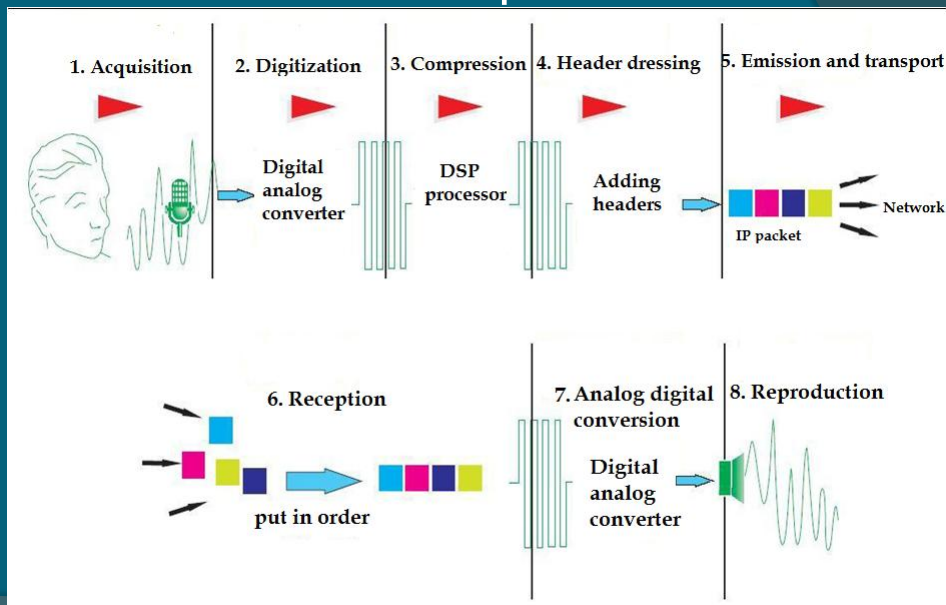 1. Acquisition
2. Digitization
3. Compression
4. Header dressing
5. Emission and transport
Digital
analog
converter
DSP
processor
Adding
headers
IP packet
Network
6. Reception
put in order
7. Analog digital
conversion
Digital
analog
converter
8. Reproduction